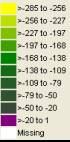 >-285 to -256
>-256 to -227
>-227 to -197
>-197 to -168
>-168 to -138
>-138 to -109
>-109 to -79
>-79 to -50
>-50 to -20
>-20 to 1
Missing